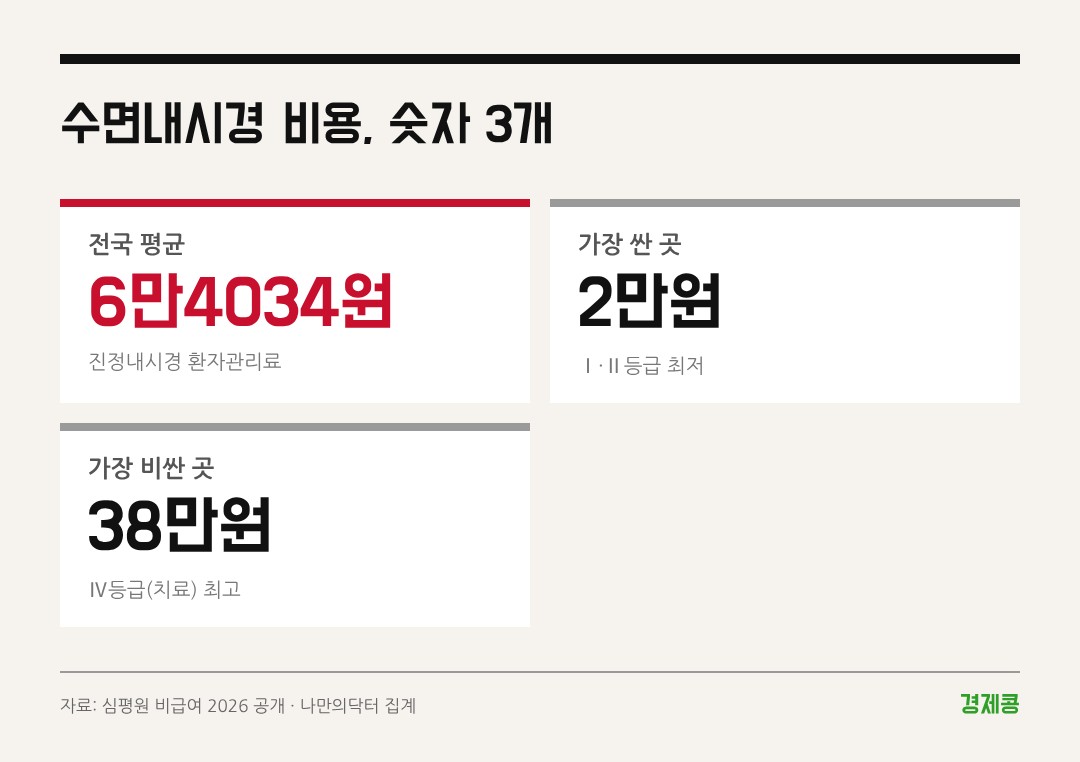 수면내시경 비용, 숫자 3개
전국 평균
6만4034원
진정내시경 환자관리료
가장 싼 곳
2만원
Ⅰ·Ⅱ등급 최저
가장 비싼 곳
38만원
Ⅳ등급(치료) 최고
자료: 심평원 비급여 2026 공개 · 나만의닥터 집계
경제콩